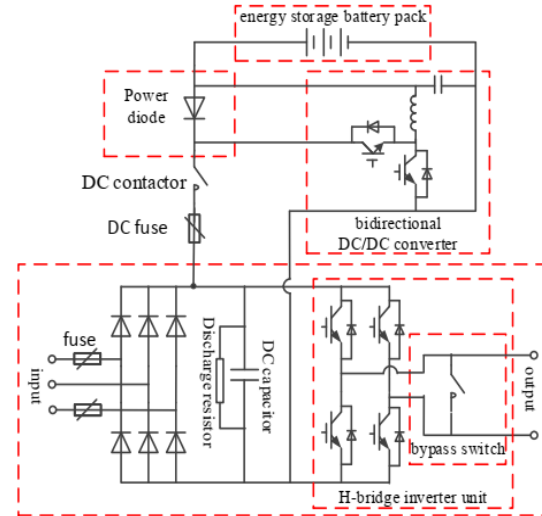 energy storage battery pack
Power
diode
DC contactor
DC fuse
bidirectional
DC/DC converter
fuse
input
Discharge
resistor
DC capacitor
output
bypass switch
H-bridge inverter unit